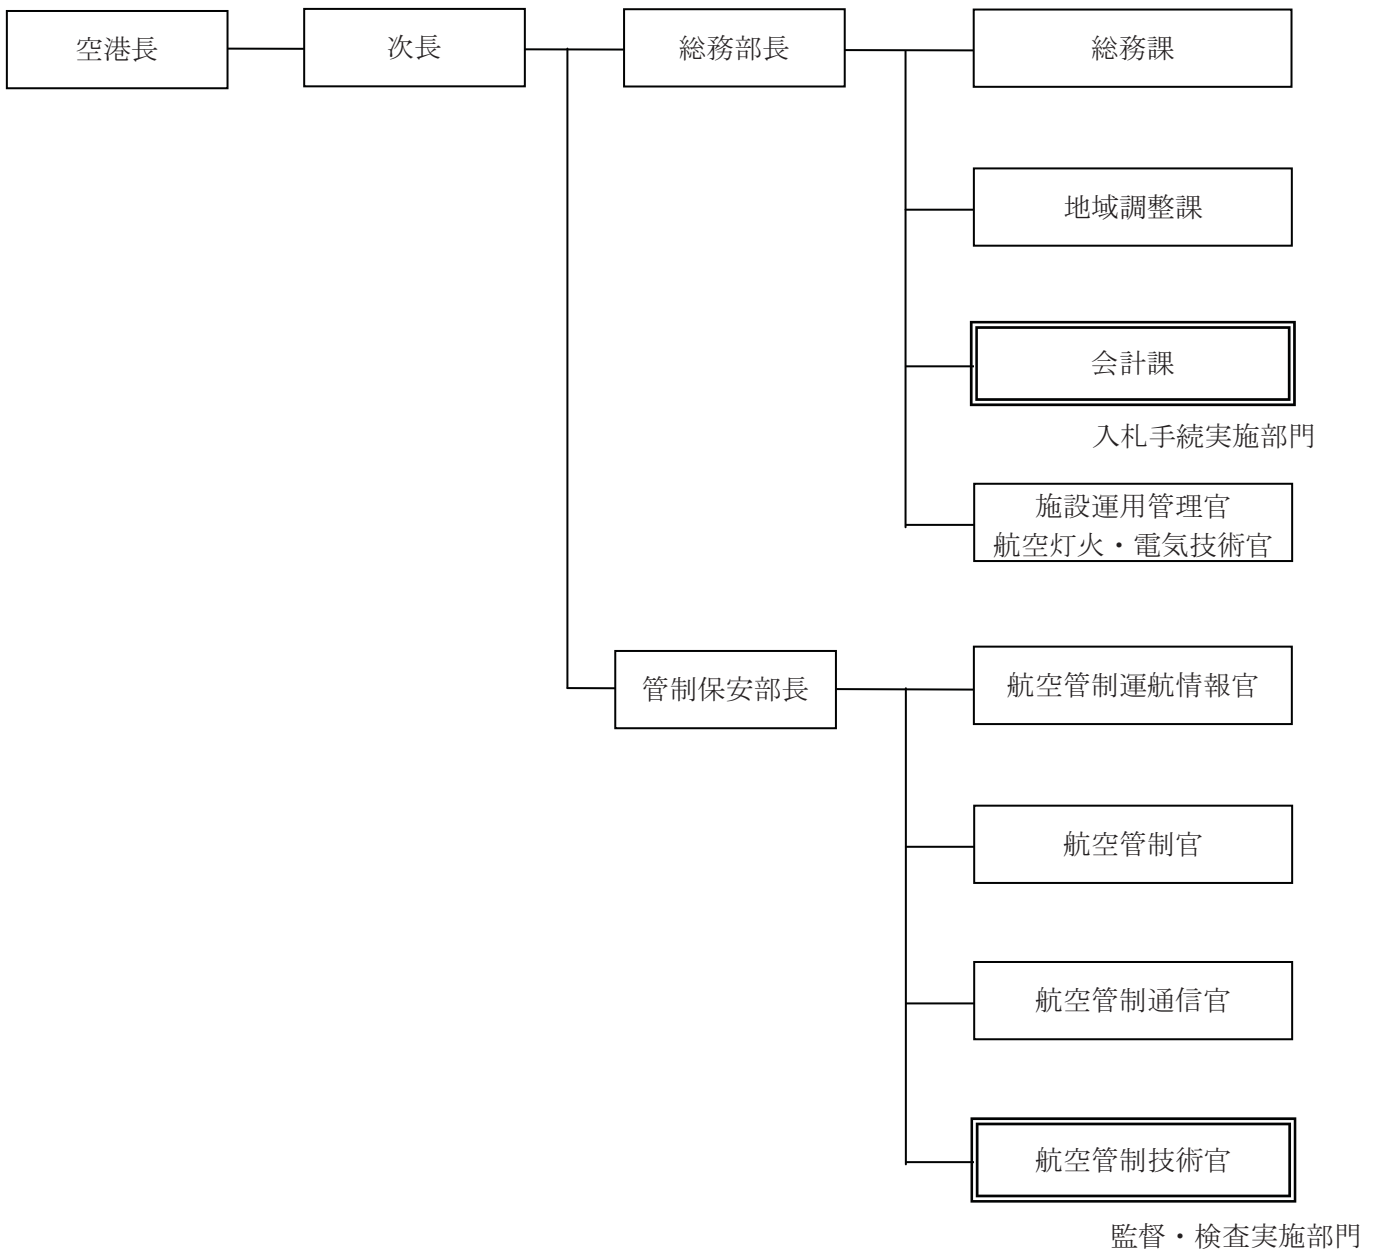 空港長
次長
総務部長
総務課
地域調整課
会計課
入札手続実施部門
施設運用管理官
航空灯火・電気技術官
管制保安部長
航空管制運航情報官
航空管制官
航空管制通信官
航空管制技術官
監督・検査実施部門